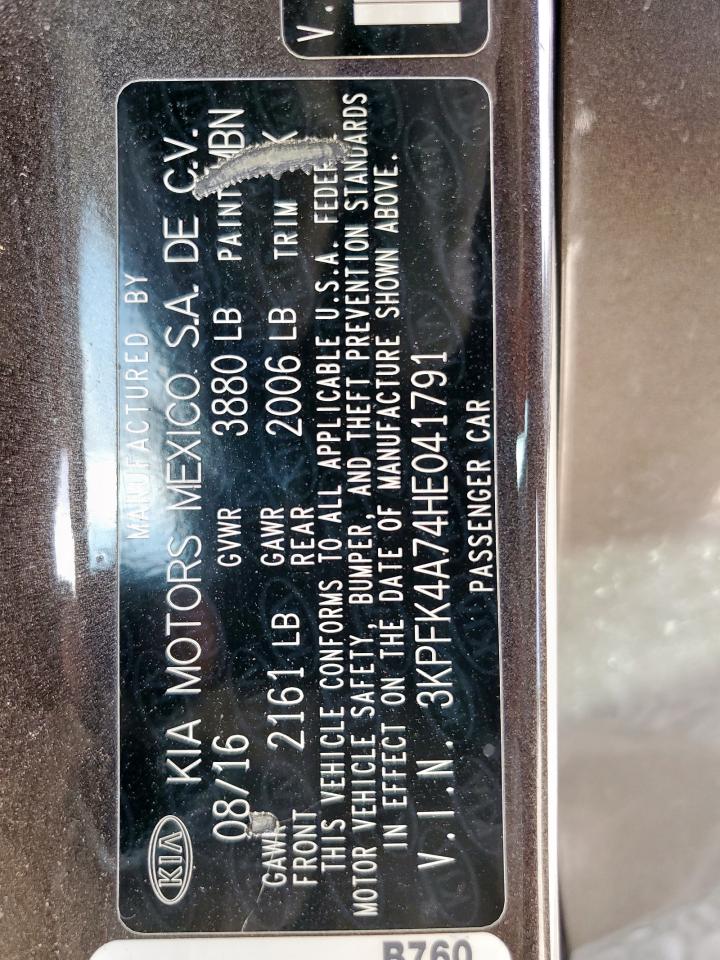 V.
KIA
MANUFACTURED BY
KIA MOTORS MEXICO S.A. DE C.V.
08/16 GVWR 3880 LB PAINT MBN
GAWR FRONT 2161 LB GAWR REAR 2006 LB TRIM K
THIS VEHICLE CONFORMS TO ALL APPLICABLE U.S.A. FEDERAL
MOTOR VEHICLE SAFETY, BUMPER, AND THEFT PREVENTION STANDARDS
IN EFFECT ON THE DATE OF MANUFACTURE SHOWN ABOVE.
V.I.N. 3KPFK4A74HE041791
PASSENGER CAR
B760